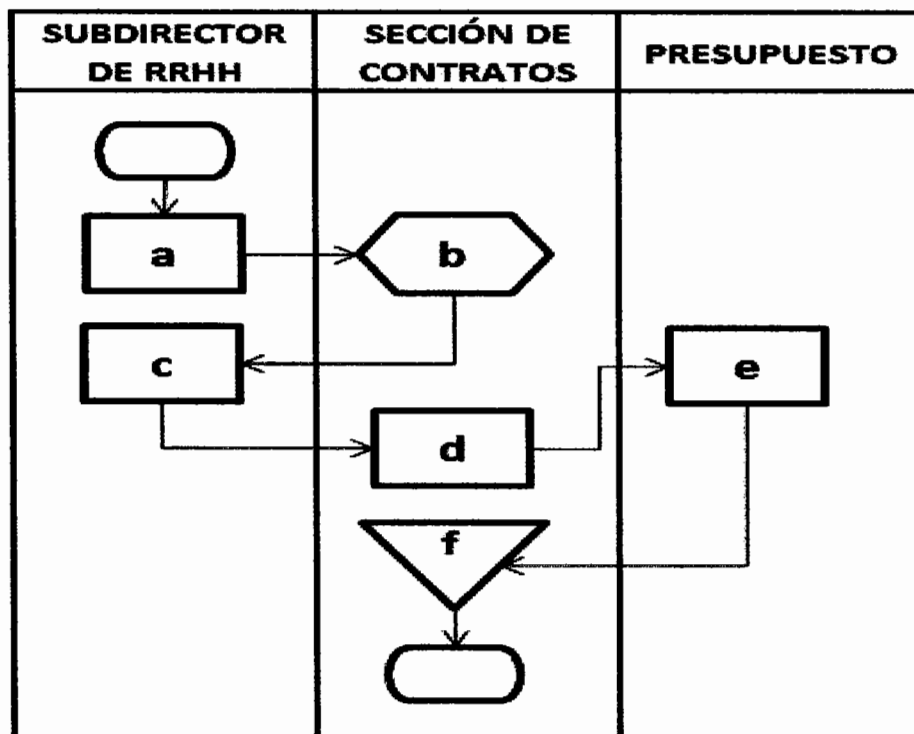 SUBDIRECTOR
DE RRHH
SECCIÓN DE
CONTRATOS
PRESUPUESTO
a
b
c
e
d
f